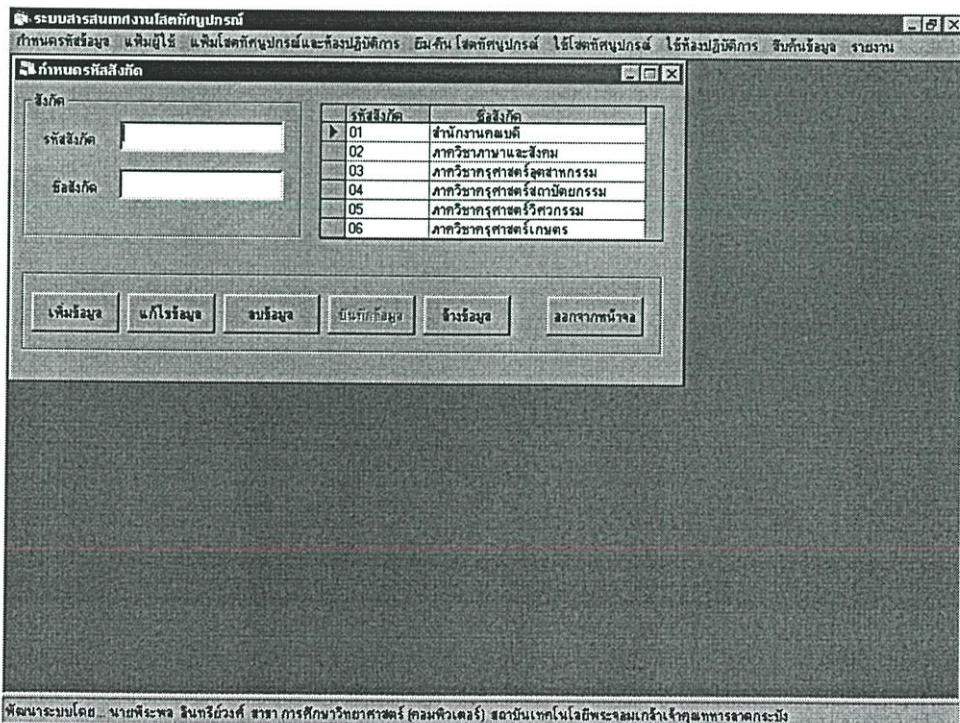 ระบบสารสนเทศงานโสตทัศนูปกรณ์
กำหนดรหัสข้อมูล แฟ้มผู้ใช้ แฟ้มโสตทัศนูปกรณ์และห้องปฏิบัติการ ยืม-คืน โสตทัศนูปกรณ์ ใช้โสตทัศนูปกรณ์ ใช้ห้องปฏิบัติการ สืบค้นข้อมูล รายงาน
กำหนดรหัสสังกัด
สังกัด
รหัสสังกัด
ชื่อสังกัด
รหัสสังกัด ชื่อสังกัด
01 สำนักงานคณบดี
02 ภาควิชาภาษาและสังคม
03 ภาควิชาครุศาสตร์อุตสาหกรรม
04 ภาควิชาครุศาสตร์สถาปัตยกรรม
05 ภาควิชาครุศาสตร์วิศวกรรม
06 ภาควิชาครุศาสตร์เกษตร
เพิ่มข้อมูล แก้ไขข้อมูล ลบข้อมูล บันทึกข้อมูล ล้างข้อมูล ออกจากหน้าจอ
พัฒนาระบบโดย... นายพีระพล อินทรีย์วงศ์ สาขา การศึกษาวิทยาศาสตร์ (คอมพิวเตอร์) สถาบันเทคโนโลยีพระจอมเกล้าเจ้าคุณทหารลาดกระบัง